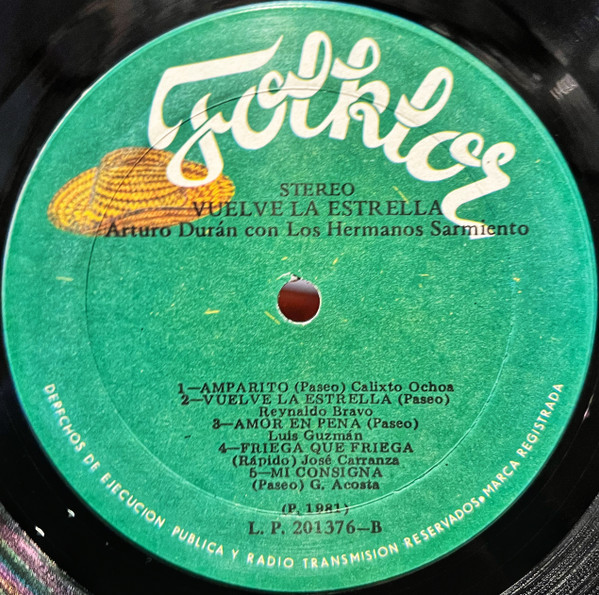 Folklor
STEREO
VUELVE LA ESTRELLA
Arturo Durán con Los Hermanos Sarmiento
1—AMPARITO (Paseo) Calixto Ochoa
2—VUELVE LA ESTRELLA (Paseo)
Reynaldo Bravo
3—AMOR EN PENA (Paseo)
Luis Guzmán
4—FRIEGA QUE FRIEGA
(Rápido) José Carranza
5—MI CONSIGNA
(Paseo) G. Acosta
(P. 1981)
L. P. 201376–B
DERECHOS DE EJECUCION PUBLICA Y RADIO TRANSMISION RESERVADOS. MARCA REGISTRADA